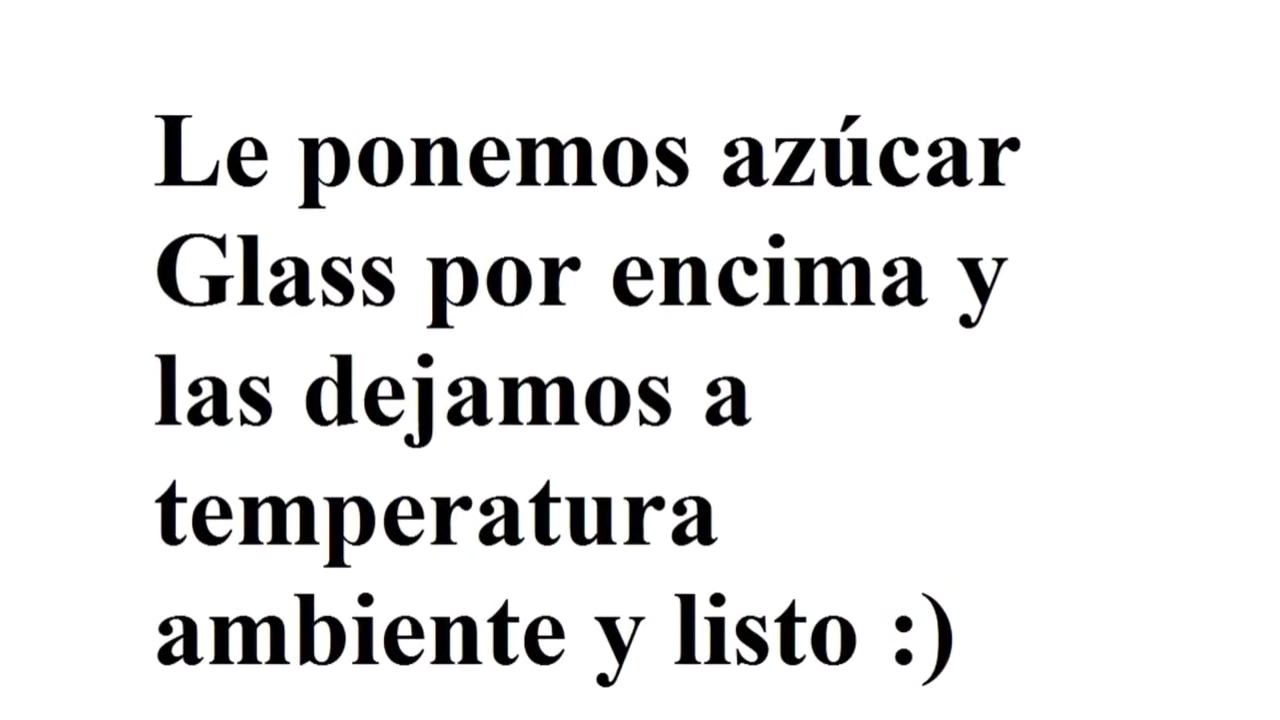 Le ponemos azúcar
Glass por encima y
las dejamos a
temperatura
ambiente y listo :)